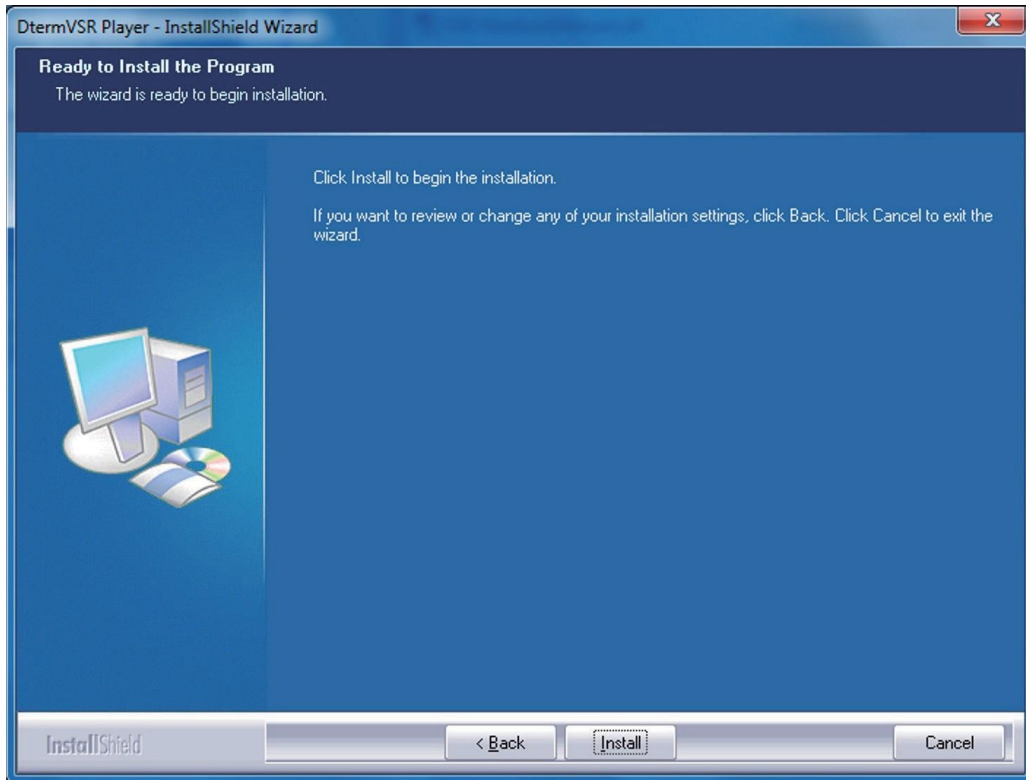 DtermVSR Player - InstallShield Wizard
Ready to Install the Program
The wizard is ready to begin installation.
Click Install to begin the installation.
If you want to review or change any of your installation settings, click Back. Click Cancel to exit the
wizard.
InstallShield
< Back
Install
Cancel